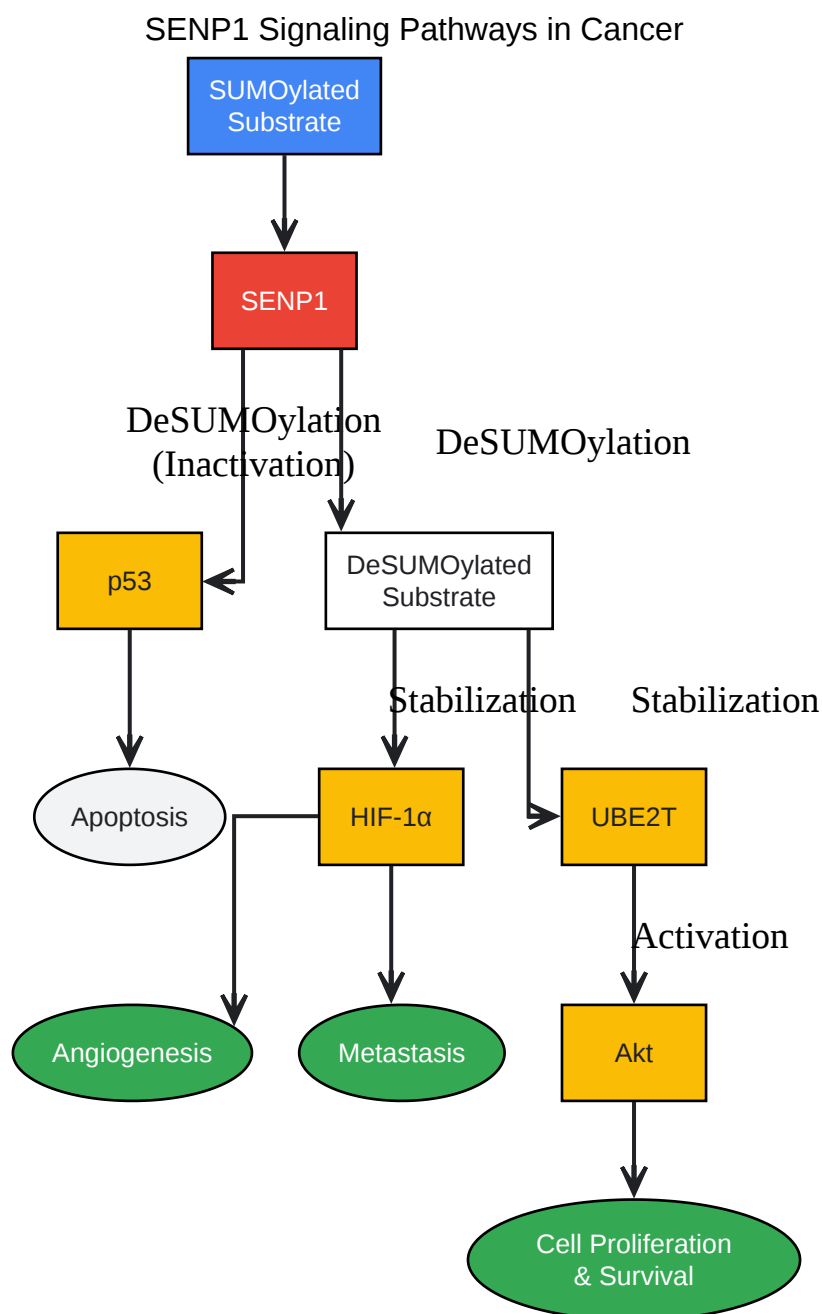 SENP1 Signaling Pathways in Cancer
SUMOylated
Substrate
SENP1
DeSUMOylation
(Inactivation)
DeSUMOylation
p53
DeSUMOylated
Substrate
Stabilization
Stabilization
Apoptosis
HIF-1α
UBE2T
Activation
Angiogenesis
Metastasis
Akt
Cell Proliferation
& Survival